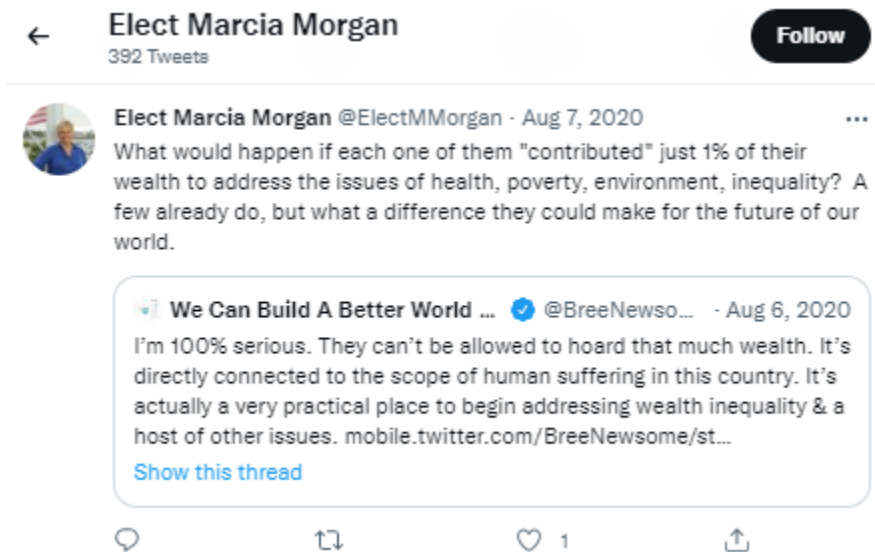 Elect Marcia Morgan
392 Tweets
Follow
Elect Marcia Morgan @ElectMMorgan · Aug 7, 2020
What would happen if each one of them "contributed" just 1% of their
wealth to address the issues of health, poverty, environment, inequality?  A
few already do, but what a difference they could make for the future of our
world.
We Can Build A Better World ... @BreeNewso... · Aug 6, 2020
I’m 100% serious. They can’t be allowed to hoard that much wealth. It’s
directly connected to the scope of human suffering in this country. It’s
actually a very practical place to begin addressing wealth inequality & a
host of other issues. mobile.twitter.com/BreeNewsome/st...
Show this thread
1